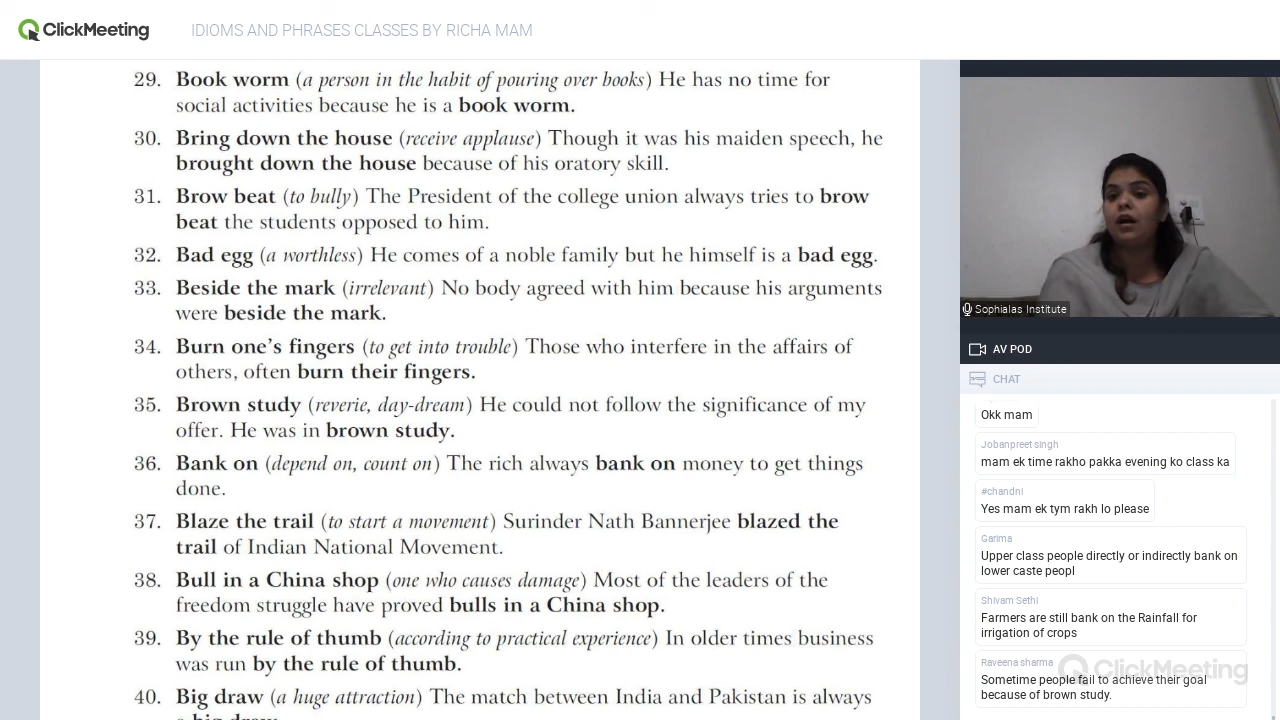 ClickMeeting
IDIOMS AND PHRASES CLASSES BY RICHA MAM
29. Book worm (a person in the habit of pouring over books) He has no time for
social activities because he is a book worm.
30. Bring down the house (receive applause) Though it was his maiden speech, he
brought down the house because of his oratory skill.
31. Brow beat (to bully) The President of the college union always tries to brow
beat the students opposed to him.
32. Bad egg (a worthless) He comes of a noble family but he himself is a bad egg.
33. Beside the mark (irrelevant) No body agreed with him because his arguments
were beside the mark.
34. Burn one's fingers (to get into trouble) Those who interfere in the affairs of
others, often burn their fingers.
35. Brown study (reverie, day-dream) He could not follow the significance of my
offer. He was in brown study.
36. Bank on (depend on, count on) The rich always bank on money to get things
done.
37. Blaze the trail (to start a movement) Surinder Nath Bannerjee blazed the
trail of Indian National Movement.
38. Bull in a China shop (one who causes damage) Most of the leaders of the
freedom struggle have proved bulls in a China shop.
39. By the rule of thumb (according to practical experience) In older times business
was run by the rule of thumb.
40. Big draw (a huge attraction) The match between India and Pakistan is always
a big draw.
Sophialas Institute
AV POD
CHAT
Okk mam
Jobanpreet singh
mam ek time rakho pakka evening ko class ka
#chandni
Yes mam ek tym rakh lo please
Garima
Upper class people directly or indirectly bank on
lower caste peopl
Shivam Sethi
Farmers are still bank on the Rainfall for
irrigation of crops
Raveena sharma
Sometime people fail to achieve their goal
because of brown study.
ClickMeeting